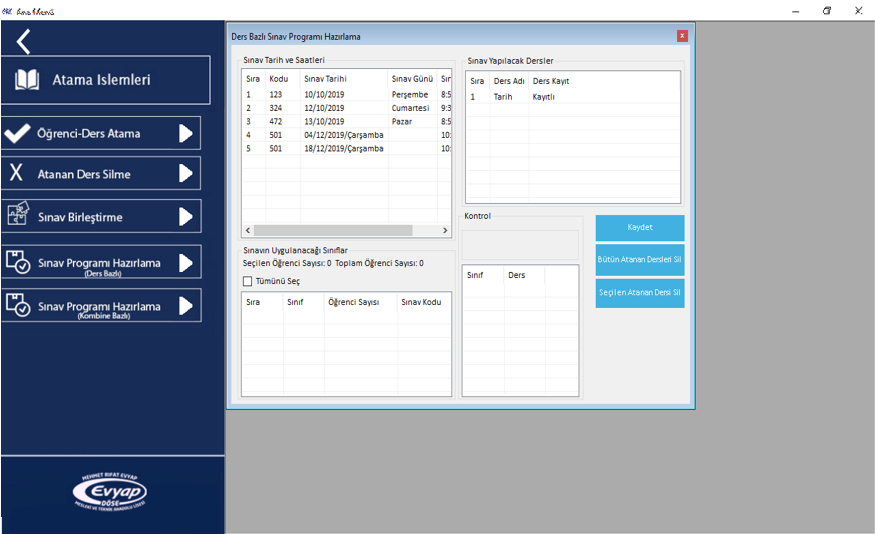 Ana Menü
Atama Islemleri
Öğrenci-Ders Atama
X Atanan Ders Silme
Sınav Birleştirme
Sınav Programı Hazırlama
(Ders Bazlı)
Sınav Programı Hazırlama
(Kombine Bazlı)
MEHMET RIFAT EVYAP
Evyap
DÖSE
MESLEKİ VE TEKNİK ANADOLU LİSESİ
Ders Bazlı Sınav Programı Hazırlama
Sınav Tarih ve Saatleri
Sıra Kodu Sınav Tarihi Sınav Günü Sır
1 123 10/10/2019 Perşembe 8:5
2 324 12/10/2019 Cumartesi 9:3
3 472 13/10/2019 Pazar 8:5
4 501 04/12/2019/Çarşamba 10:
5 501 18/12/2019/Çarşamba 10:
Sınav Yapılacak Dersler
Sıra Ders Adı Ders Kayıt
1 Tarih Kayıtlı
Sınavın Uygulanacağı Sınıflar
Seçilen Öğrenci Sayısı: 0 Toplam Öğrenci Sayısı: 0
Tümünü Seç
Sıra Sınıf Öğrenci Sayısı Sınav Kodu
Kontrol
Sınıf Ders
Kaydet
Bütün Atanan Dersleri Sil
Seçilen Atanan Dersi Sil